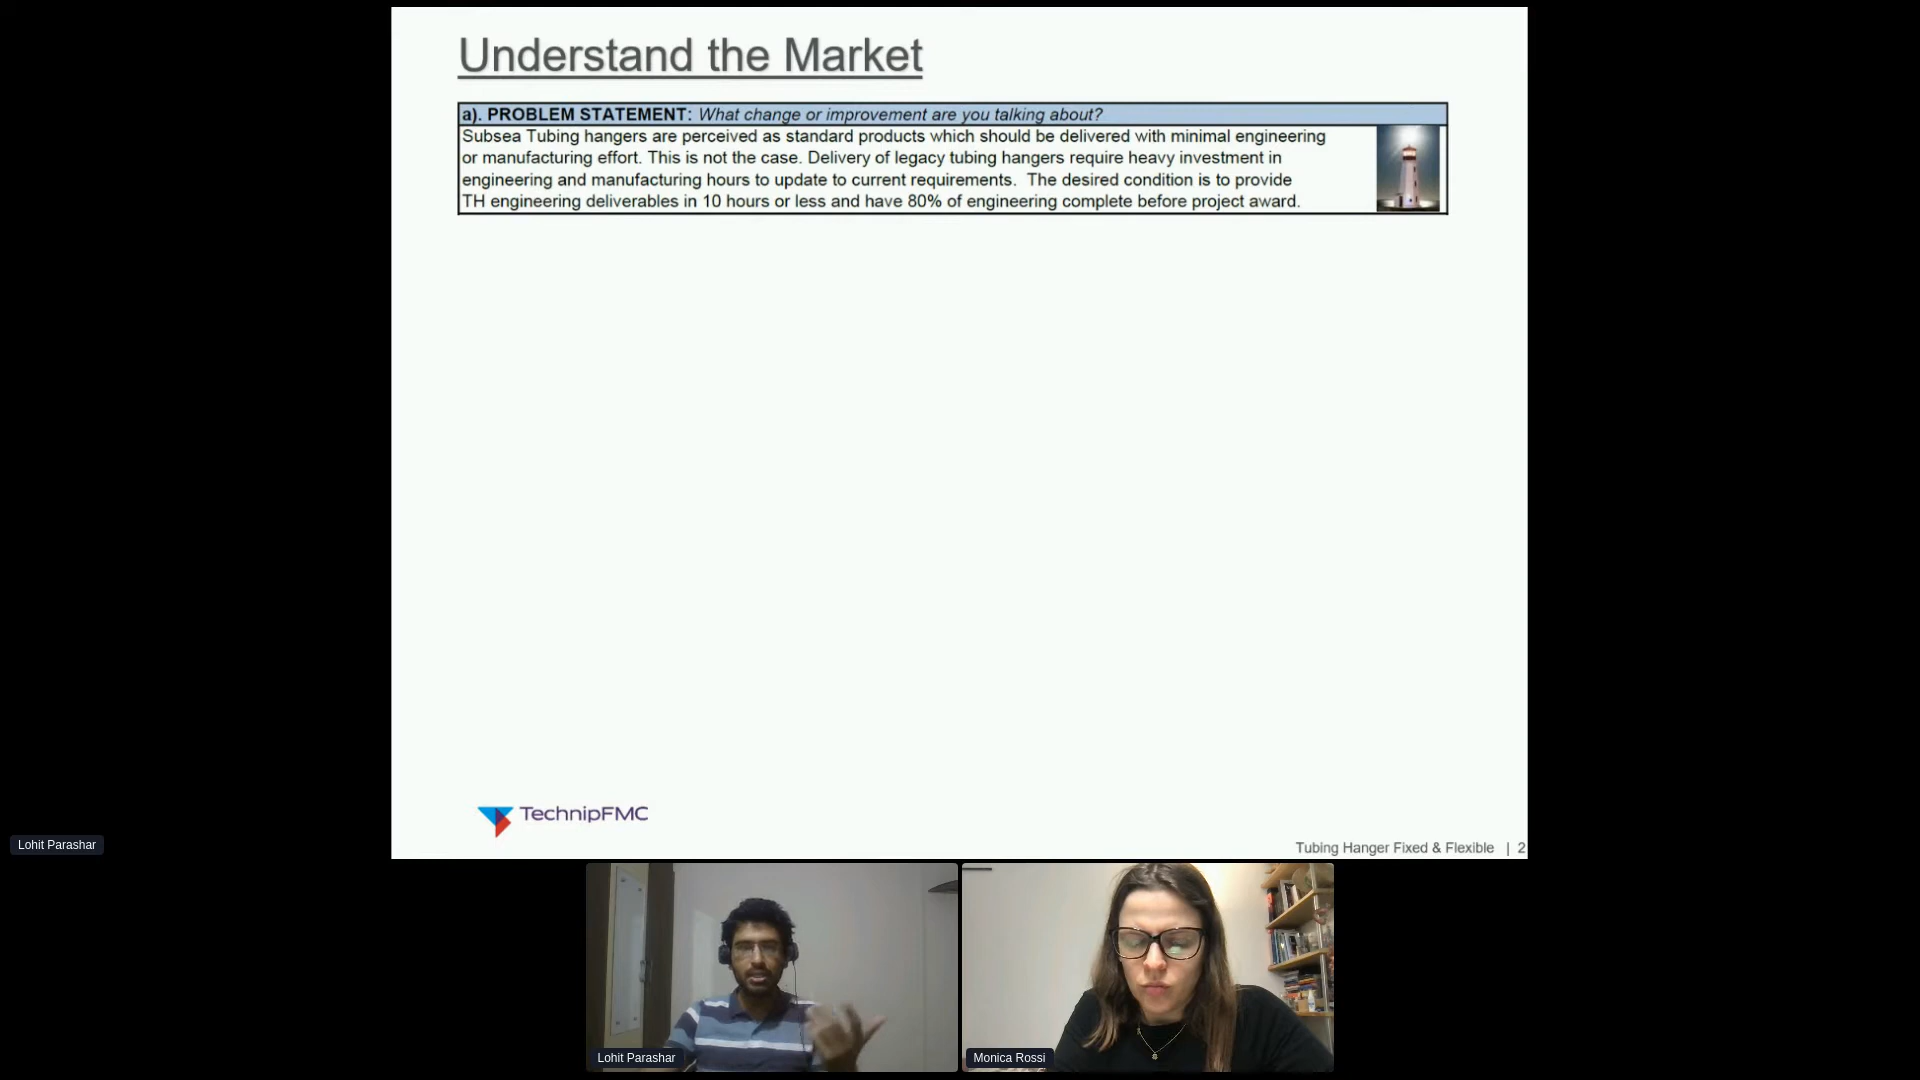 Understand the Market
a). PROBLEM STATEMENT: What change or improvement are you talking about?
Subsea Tubing hangers are perceived as standard products which should be delivered with minimal engineering
or manufacturing effort. This is not the case. Delivery of legacy tubing hangers require heavy investment in
engineering and manufacturing hours to update to current requirements. The desired condition is to provide
TH engineering deliverables in 10 hours or less and have 80% of engineering complete before project award.
TechnipFMC
Tubing Hanger Fixed & Flexible | 2
Lohit Parashar
Lohit Parashar
Monica Rossi